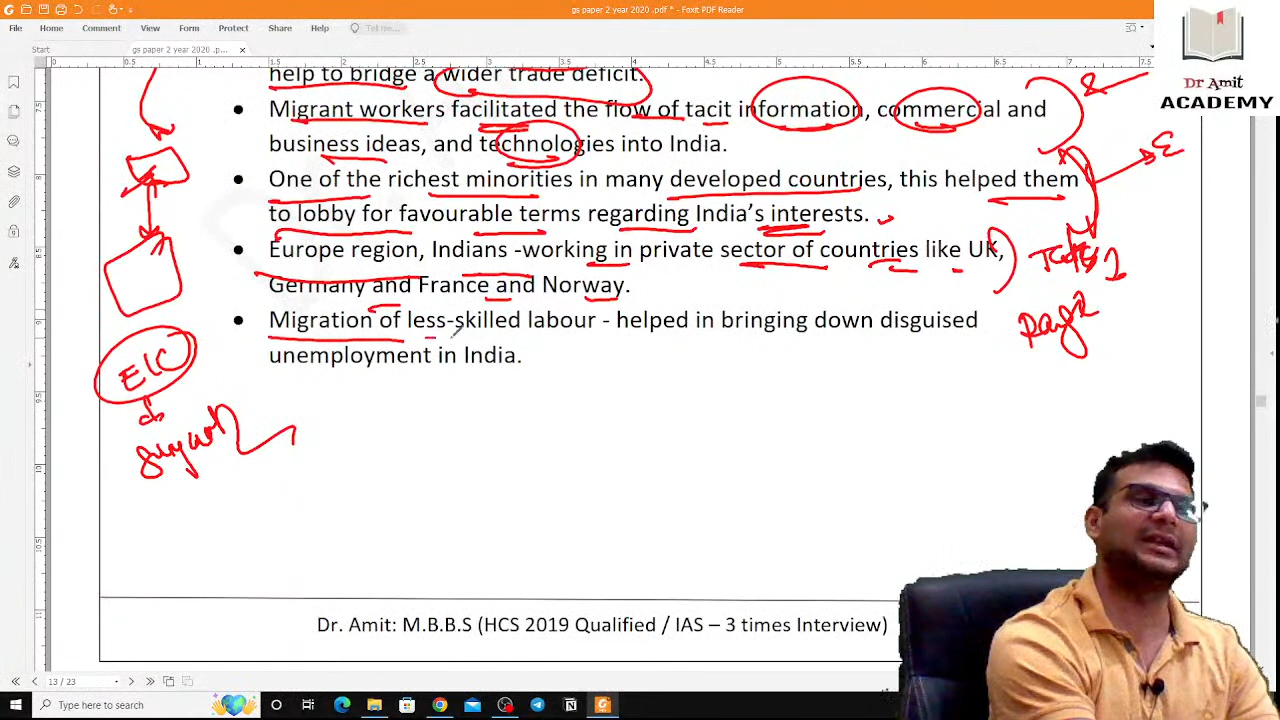 gs paper 2 year 2020 .pdf * - Foxit PDF Reader
File Home Comment View Form Protect Share Help Tell me...
Start gs paper 2 year 2020 .p... ×
help to bridge a wider trade deficit.
• Migrant workers facilitated the flow of tacit information, commercial and
business ideas, and technologies into India.
• One of the richest minorities in many developed countries, this helped them
to lobby for favourable terms regarding India's interests.
• Europe region, Indians -working in private sector of countries like UK,
Germany and France and Norway.
• Migration of less-skilled labour - helped in bringing down disguised
unemployment in India.
EIC
Dr. Amit: M.B.B.S (HCS 2019 Qualified / IAS – 3 times Interview)
Dr Amit
ACADEMY
13 / 23
125%
Type here to search